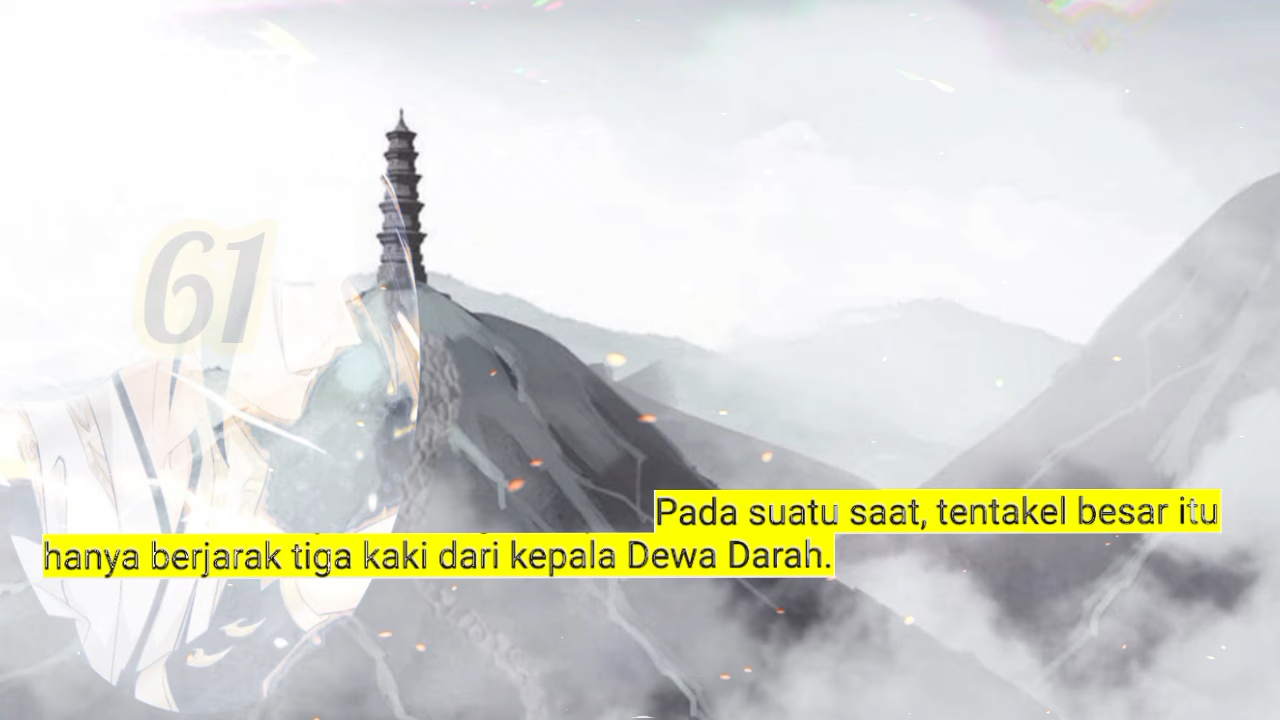 61
Pada suatu saat, tentakel besar itu
hanya berjarak tiga kaki dari kepala Dewa Darah.